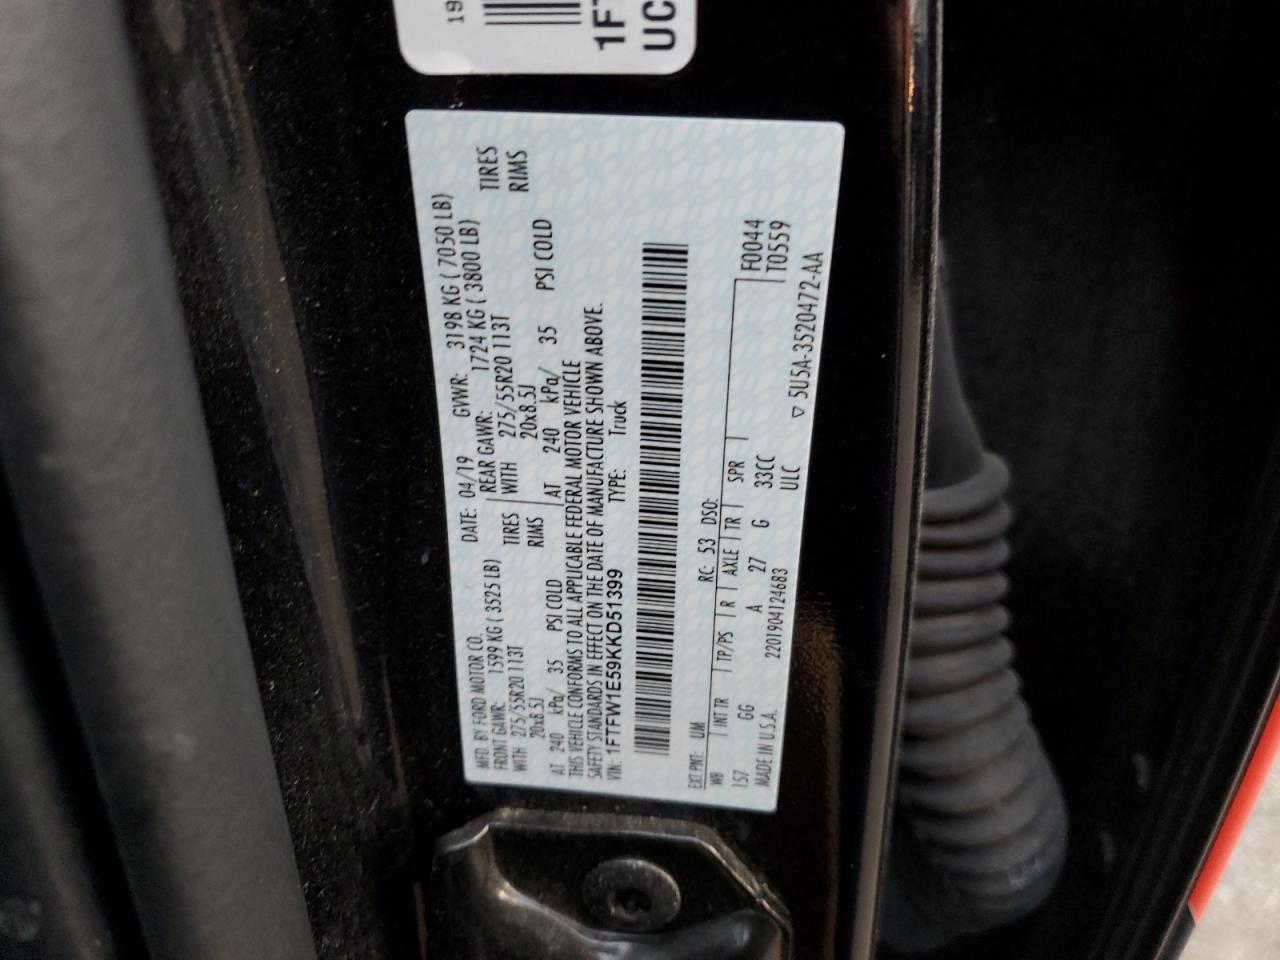 19
1FT
UC
MFD. BY FORD MOTOR CO.
DATE: 04/19 GVWR: 3198 KG ( 7050 LB)
FRONT GAWR: 1599 KG ( 3525 LB) REAR GAWR: 1724 KG ( 3800 LB)
WITH 275/55R20 113T TIRES WITH 275/55R20 113T TIRES
20x8.5J RIMS 20x8.5J RIMS
AT 240 kPa/ 35 PSI COLD AT 240 kPa/ 35 PSI COLD
THIS VEHICLE CONFORMS TO ALL APPLICABLE FEDERAL MOTOR VEHICLE
SAFETY STANDARDS IN EFFECT ON THE DATE OF MANUFACTURE SHOWN ABOVE.
VIN: 1FTFW1E59KKD51399 TYPE: Truck
EXT PNT: UM RC: 53 DSO:
WB INT TR TP/PS R AXLE TR SPR F0044
157 GG A 27 G 33CC T0559
MADE IN U.S.A. 2201904124683 ULC
▽ 5U5A-3520472-AA